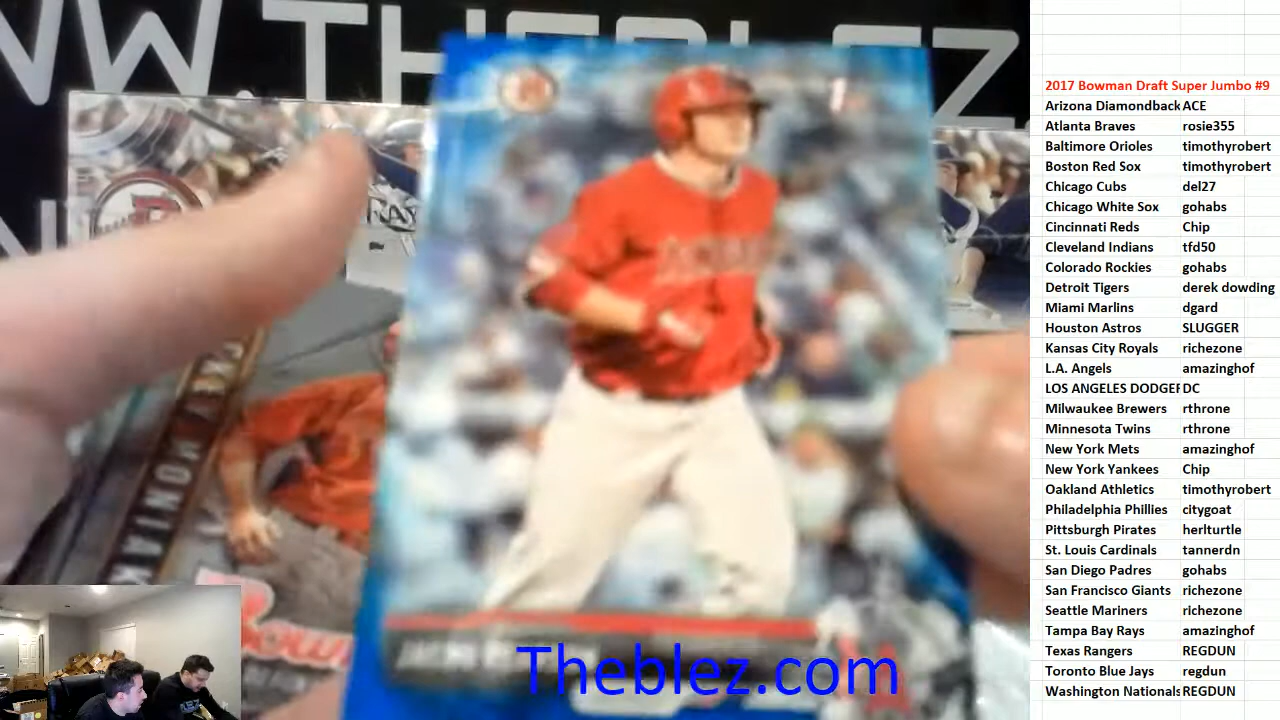 WW.THEBLEZ.
2017 Bowman Draft Super Jumbo #9
Arizona Diamondback ACE
Atlanta Braves rosie355
Baltimore Orioles timothyrobert
Boston Red Sox timothyrobert
Chicago Cubs del27
Chicago White Sox gohabs
Cincinnati Reds Chip
Cleveland Indians tfd50
Colorado Rockies gohabs
Detroit Tigers derek dowding
Miami Marlins dgard
Houston Astros SLUGGER
Kansas City Royals richezone
L.A. Angels amazinghof
LOS ANGELES DODGEF DC
Milwaukee Brewers rthrone
Minnesota Twins rthrone
New York Mets amazinghof
New York Yankees Chip
Oakland Athletics timothyrobert
Philadelphia Phillies citygoat
Pittsburgh Pirates herlturtle
St. Louis Cardinals tannerdn
San Diego Padres gohabs
San Francisco Giants richezone
Seattle Mariners richezone
Tampa Bay Rays amazinghof
Texas Rangers REGDUN
Toronto Blue Jays regdun
Washington Nationals REGDUN
Theblez.com